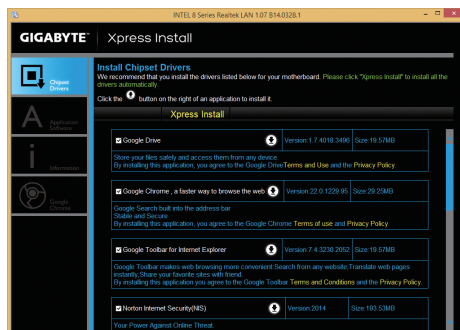 INTEL 8 Series Realtek LAN 1.07 B14.0328.1
GIGABYTE™ Xpress Install
Chipset
Drivers
Install Chipset Drivers
We recommend that you install the drivers listed below for your motherboard. Please click "Xpress Install" to install all the
drivers automatically.
Click the button on the right of an application to install it.
Xpress Install
Application
Software
Information
Google
Chrome
Google Drive Version:1.7.4018.3496 Size:19.57MB
Store your files safely and access them from any device.
By installing this application, you agree to the Google DriveTerms and Use and the Privacy Policy.
Google Chrome , a faster way to browse the web Version:22.0.1229.95 Size:29.25MB
Google Search built into the address bar
Stable and Secure
By installing this application, you agree to the Google Chrome Terms of use and Privacy Policy.
Google Toolbar for Internet Explorer Version:7.4.3230.2052 Size:19.57MB
Google Toolbar makes web browsing more convenient:Search from any website;Translate web pages
instantly;Share your favorite sites with friend.
By installing this application, you agree to the Google Toolbar Terms and Conditions and the Privacy Policy.
Norton Internet Security(NIS) Version:2014 Size:193.53MB
Your Power Against Online Threat.